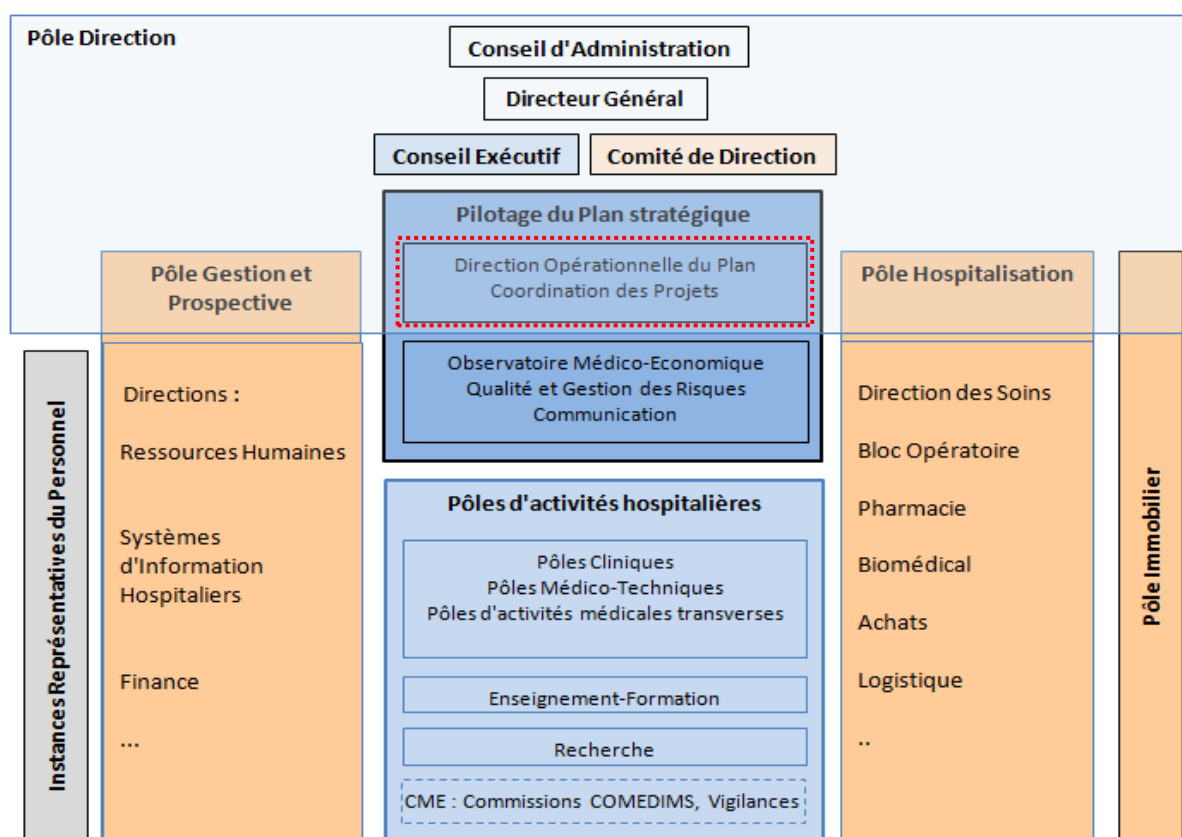 Pôle Direction
Conseil d'Administration
Directeur Général
Conseil Exécutif
Comité de Direction
Pilotage du Plan stratégique
Direction Opérationnelle du Plan
Coordination des Projets
Observatoire Médico-Economique
Qualité et Gestion des Risques
Communication
Pôle Gestion et
Prospective
Directions :
Ressources Humaines
Systèmes
d'Information
Hospitaliers
Finance
...
Pôles d'activités hospitalières
Pôles Cliniques
Pôles Médico-Techniques
Pôles d'activités médicales transverses
Enseignement-Formation
Recherche
CME : Commissions COMEDIMS, Vigilances
Pôle Hospitalisation
Direction des Soins
Bloc Opératoire
Pharmacie
Biomédical
Achats
Logistique
..
Instances Représentatives du Personnel
Pôle Immobilier